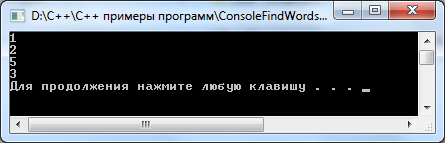 D:\C++\C++ примеры программ\ConsoleFindWords...
1
2
5
3
Для продолжения нажмите любую клавишу . . .